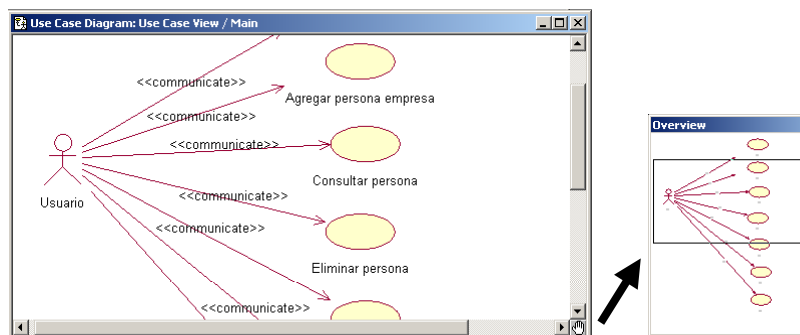 Use Case Diagram: Use Case View / Main
<<communicate>>
Agregar persona empresa
<<communicate>>
<<communicate>>
Consultar persona
Usuario
<<communicate>>
<<communicate>>
Eliminar persona
<<communicate>>
Overview